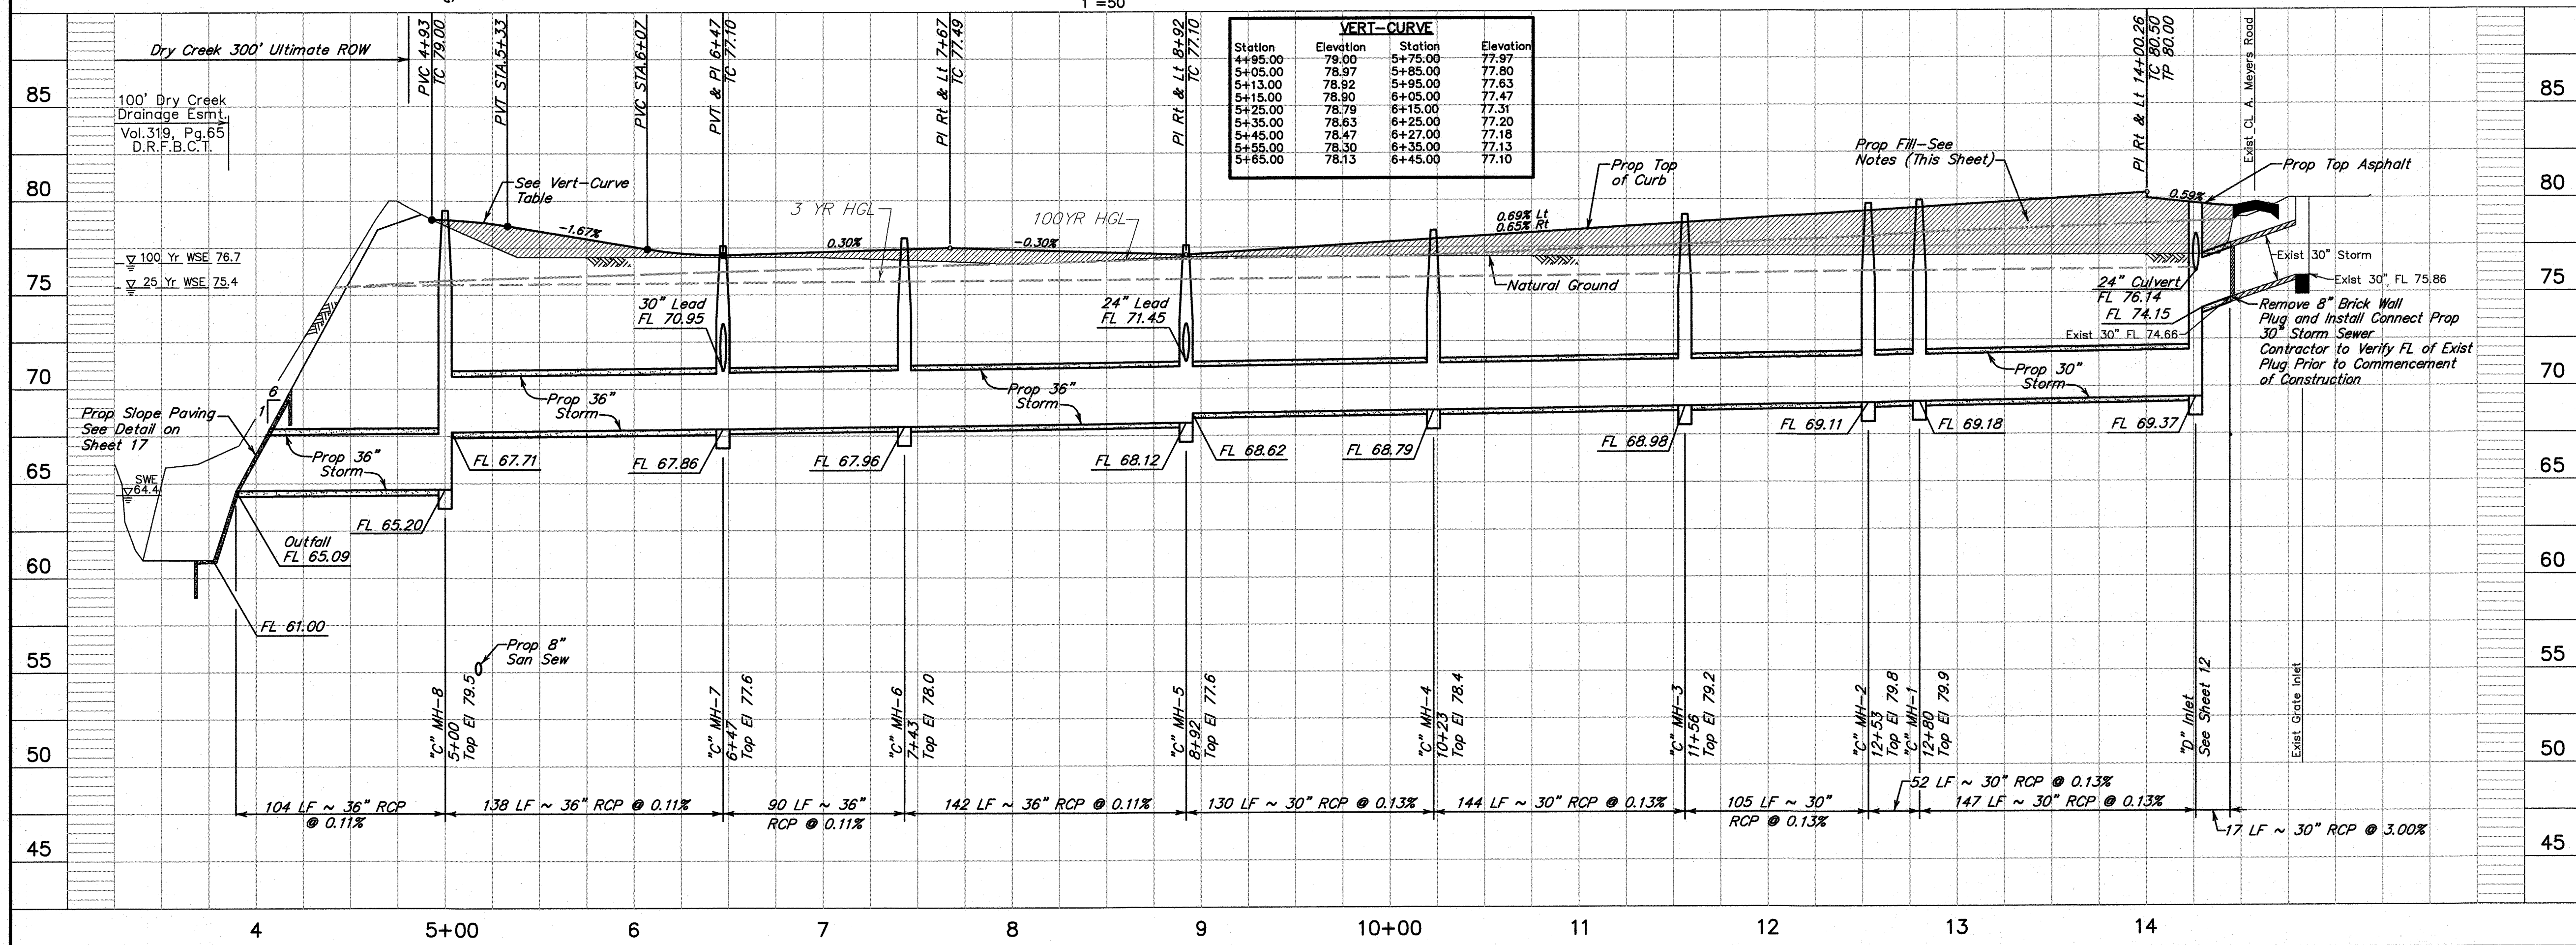 1"=50'
Dry Creek 300' Ultimate ROW
100' Dry Creek
Drainage Esmt.
Vol.319, Pg.65
D.R.F.B.C.T.
PVC 4+93
TC 79.00
PVT STA.5+33
PVC STA.6+07
PVT & PI 6+47
TC 77.10
PI Rt & Lt 7+67
TC 77.49
PI Rt & Lt 8+92
TC 77.10
VERT-CURVE
Station Elevation Station Elevation
4+95.00 79.00 5+75.00 77.97
5+05.00 78.97 5+85.00 77.80
5+13.00 78.92 5+95.00 77.63
5+15.00 78.90 6+05.00 77.47
5+25.00 78.79 6+15.00 77.31
5+35.00 78.63 6+25.00 77.20
5+45.00 78.47 6+27.00 77.18
5+55.00 78.30 6+35.00 77.13
5+65.00 78.13 6+45.00 77.10
PI Rt & Lt 14+00.26
TC 80.50
TP 80.00
Exist CL A. Meyers Road
85
80
75
70
65
60
55
50
45
85
80
75
70
65
60
55
50
45
See Vert-Curve
Table
-1.67%
3 YR HGL
0.30%
100YR HGL
-0.30%
0.69% Lt
0.65% Rt
Prop Top
of Curb
Prop Fill-See
Notes (This Sheet)
0.59%
Prop Top Asphalt
100 Yr WSE 76.7
25 Yr WSE 75.4
30" Lead
FL 70.95
24" Lead
FL 71.45
Natural Ground
Exist 30" Storm
Exist 30", FL 75.86
24" Culvert
FL 76.14
FL 74.15
Exist 30" FL 74.66
Remove 8" Brick Wall
Plug and Install Connect Prop
30" Storm Sewer
Contractor to Verify FL of Exist
Plug Prior to Commencement
of Construction
6
1
Prop Slope Paving
See Detail on
Sheet 17
SWE
64.4
Prop 36"
Storm
Prop 36"
Storm
Prop 36"
Storm
Prop 30"
Storm
FL 65.20
Outfall
FL 65.09
FL 61.00
FL 67.71
FL 67.86
FL 67.96
FL 68.12
FL 68.62
FL 68.79
FL 68.98
FL 69.11
FL 69.18
FL 69.37
Prop 8"
San Sew
"C" MH-8
5+00
Top El 79.5
"C" MH-7
6+47
Top El 77.6
"C" MH-6
7+43
Top El 78.0
"C" MH-5
8+92
Top El 77.6
"C" MH-4
10+23
Top El 78.4
"C" MH-3
11+56
Top El 79.2
"C" MH-2
12+53
Top El 79.8
"C" MH-1
12+80
Top El 79.9
"D" Inlet
See Sheet 12
Exist Grate Inlet
104 LF ~ 36" RCP
@ 0.11%
138 LF ~ 36" RCP @ 0.11%
90 LF ~ 36"
RCP @ 0.11%
142 LF ~ 36" RCP @ 0.11%
130 LF ~ 30" RCP @ 0.13%
144 LF ~ 30" RCP @ 0.13%
105 LF ~ 30"
RCP @ 0.13%
52 LF ~ 30" RCP @ 0.13%
147 LF ~ 30" RCP @ 0.13%
17 LF ~ 30" RCP @ 3.00%
4 5+00 6 7 8 9 10+00 11 12 13 14